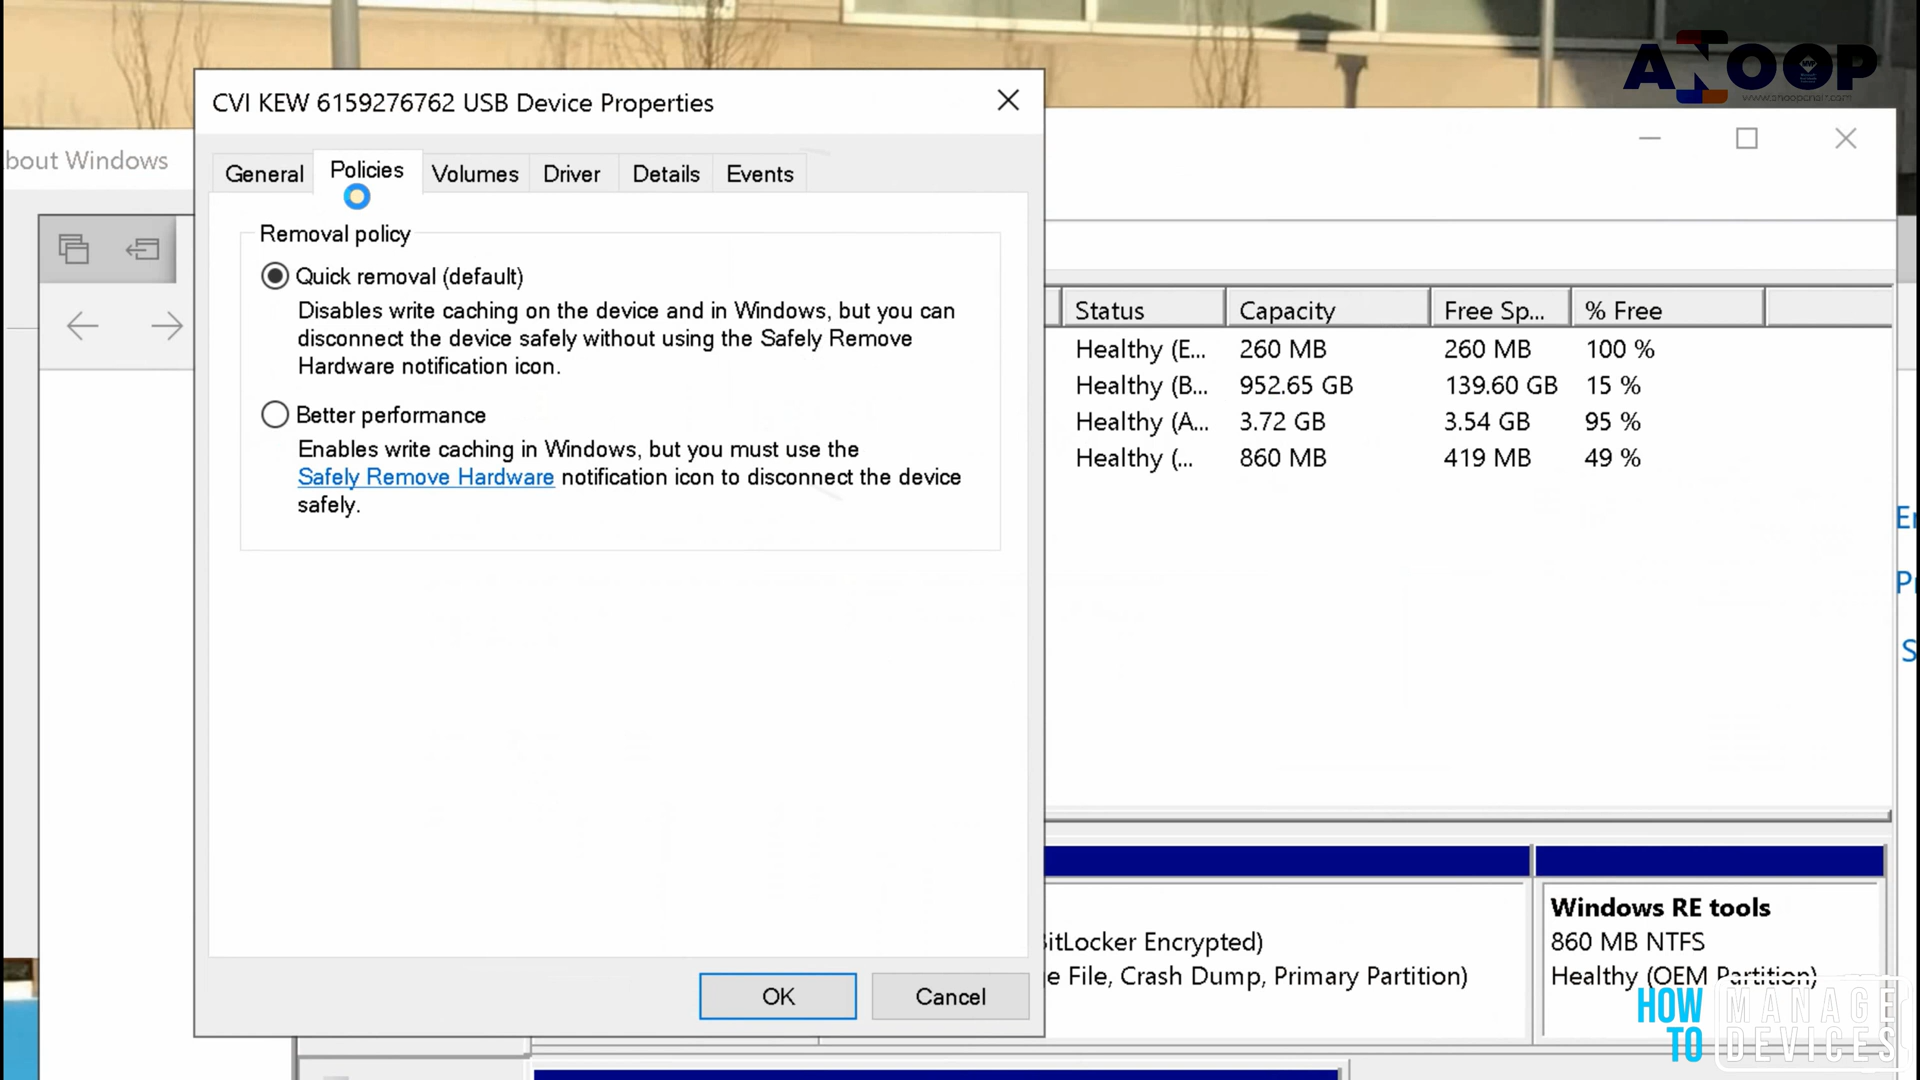 ANOOP
www.anoopcnair.com
bout Windows
CVI KEW 6159276762 USB Device Properties
General
Policies
Volumes
Driver
Details
Events
Removal policy
Quick removal (default)
Disables write caching on the device and in Windows, but you can
disconnect the device safely without using the Safely Remove
Hardware notification icon.
Better performance
Enables write caching in Windows, but you must use the
Safely Remove Hardware notification icon to disconnect the device
safely.
OK
Cancel
Status Capacity Free Sp... % Free
Healthy (E... 260 MB 260 MB 100 %
Healthy (B... 952.65 GB 139.60 GB 15 %
Healthy (A... 3.72 GB 3.54 GB 95 %
Healthy (... 860 MB 419 MB 49 %
Er
Pr
S
BitLocker Encrypted)
e File, Crash Dump, Primary Partition)
Windows RE tools
860 MB NTFS
Healthy (OEM Partition)
HOW
TO
MANAGE
DEVICES